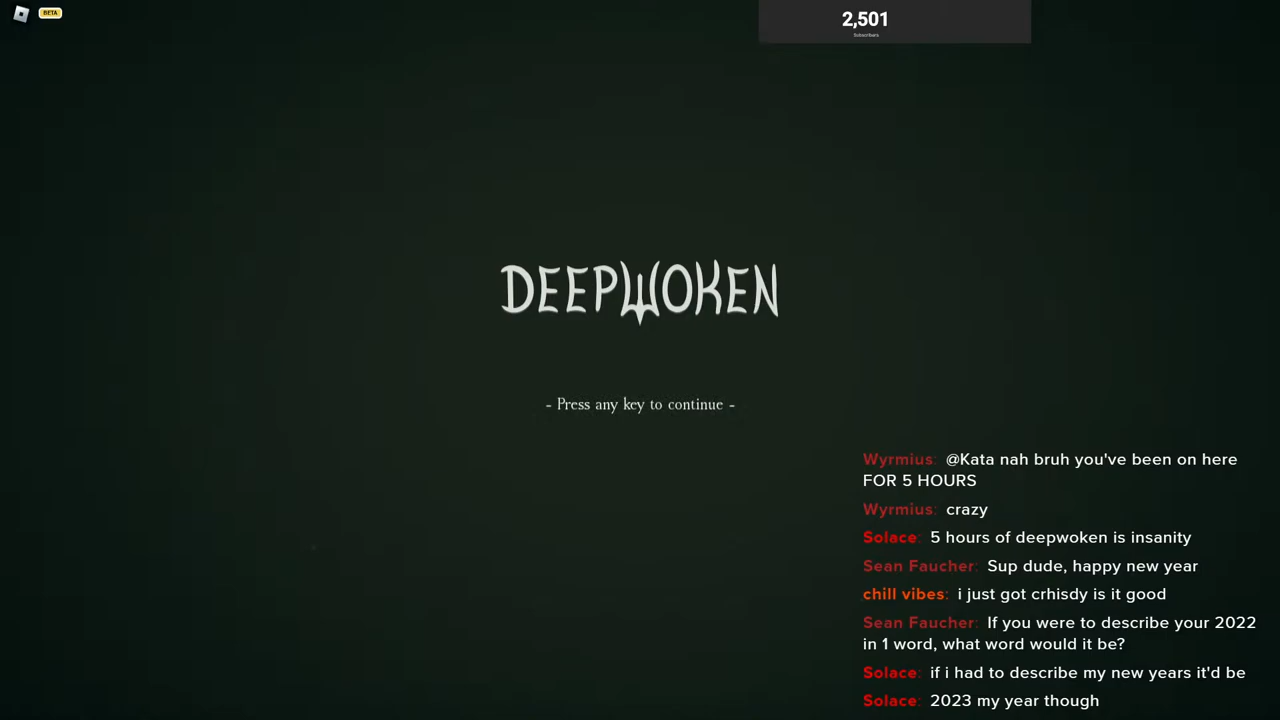 BETA
2,501
Subscribers
DEEPWOKEN
- Press any key to continue -
Wyrmius: @Kata nah bruh you've been on here
FOR 5 HOURS
Wyrmius: crazy
Solace: 5 hours of deepwoken is insanity
Sean Faucher: Sup dude, happy new year
chill vibes: i just got crhisdy is it good
Sean Faucher: If you were to describe your 2022
in 1 word, what word would it be?
Solace: if i had to describe my new years it'd be
Solace: 2023 my year though